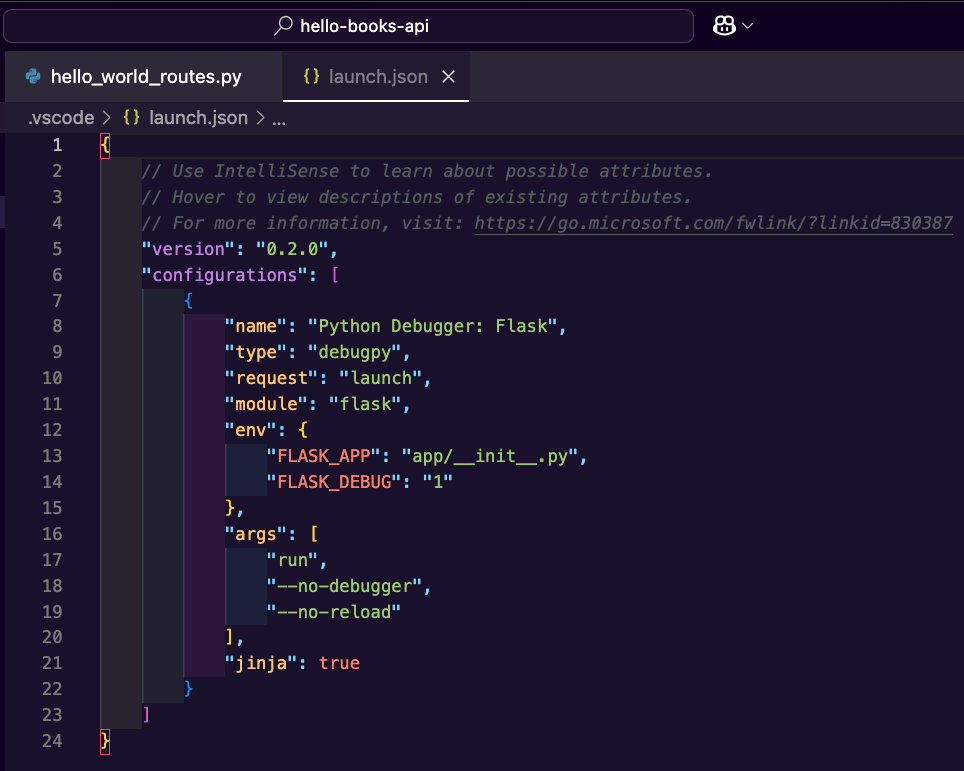 hello-books-api
hello_world_routes.py
{} launch.json
.vscode > {} launch.json > ...
1 {
2 // Use IntelliSense to learn about possible attributes.
3 // Hover to view descriptions of existing attributes.
4 // For more information, visit: https://go.microsoft.com/fwlink/?linkid=830387
5 "version": "0.2.0",
6 "configurations": [
7 {
8 "name": "Python Debugger: Flask",
9 "type": "debugpy",
10 "request": "launch",
11 "module": "flask",
12 "env": {
13 "FLASK_APP": "app/__init__.py",
14 "FLASK_DEBUG": "1"
15 },
16 "args": [
17 "run",
18 "--no-debugger",
19 "--no-reload"
20 ],
21 "jinja": true
22 }
23 ]
24 }